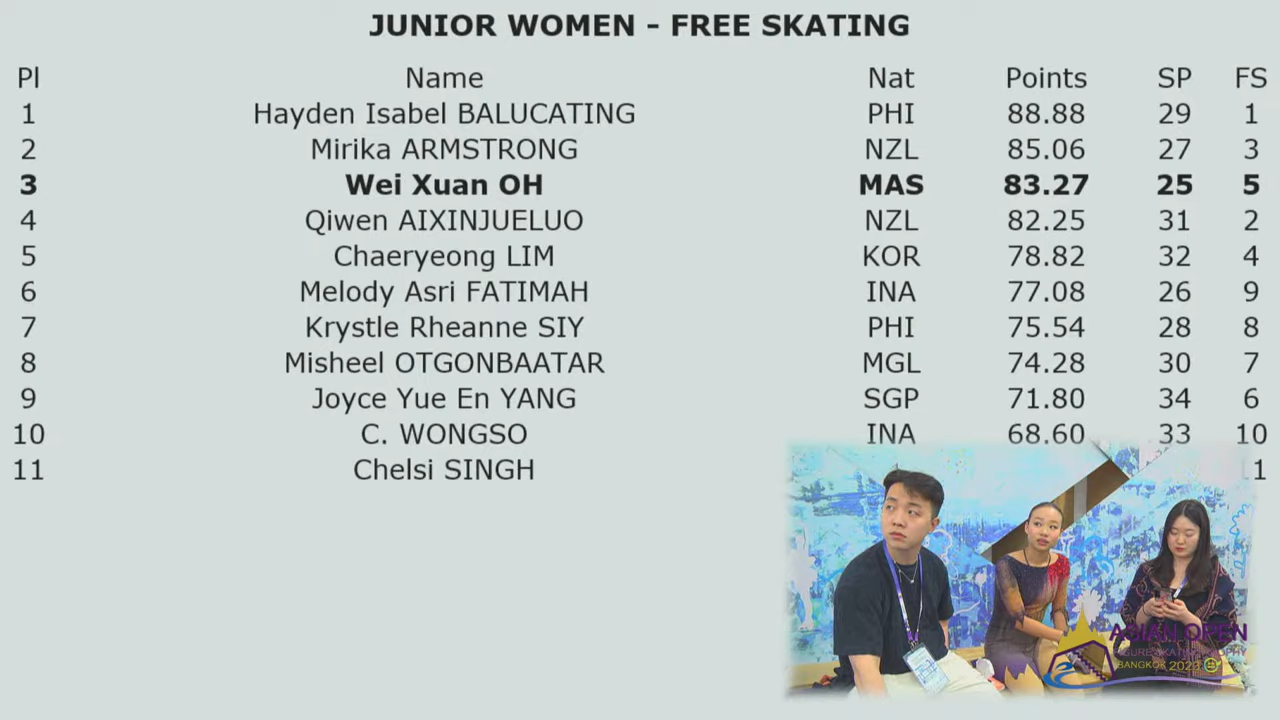 JUNIOR WOMEN - FREE SKATING
Pl Name Nat Points SP FS
1 Hayden Isabel BALUCATING PHI 88.88 29 1
2 Mirika ARMSTRONG NZL 85.06 27 3
3 Wei Xuan OH MAS 83.27 25 5
4 Qiwen AIXINJUELUO NZL 82.25 31 2
5 Chaeryeong LIM KOR 78.82 32 4
6 Melody Asri FATIMAH INA 77.08 26 9
7 Krystle Rheanne SIY PHI 75.54 28 8
8 Misheel OTGONBAATAR MGL 74.28 30 7
9 Joyce Yue En YANG SGP 71.80 34 6
10 C. WONGSO INA 68.60 33 10
11 Chelsi SINGH
ASIAN OPEN
FIGURE SKATING TROPHY
BANGKOK 2023